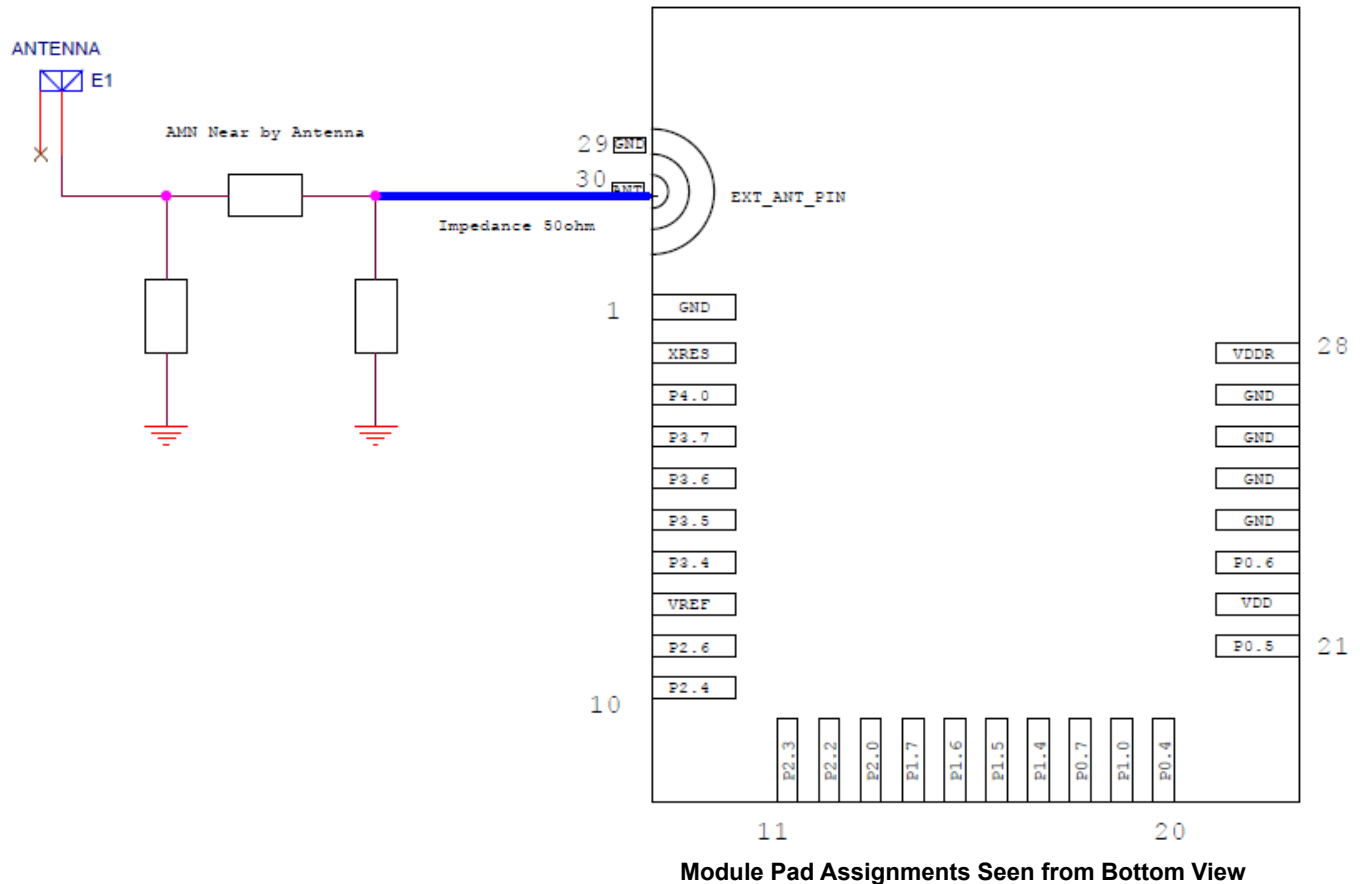 ANTENNA
E1
AMN Near by Antenna
29 GND
30 ANT
EXT_ANT_PIN
Impedance 50ohm
1 GND
XRES
P4.0
P3.7
P3.6
P3.5
P3.4
VREF
P2.6
10 P2.4
VDDR 28
GND
GND
GND
GND
P0.6
VDD
P0.5 21
P2.3
P2.2
P2.0
P1.7
P1.6
P1.5
P1.4
P0.7
P1.0
P0.4
11
20
Module Pad Assignments Seen from Bottom View